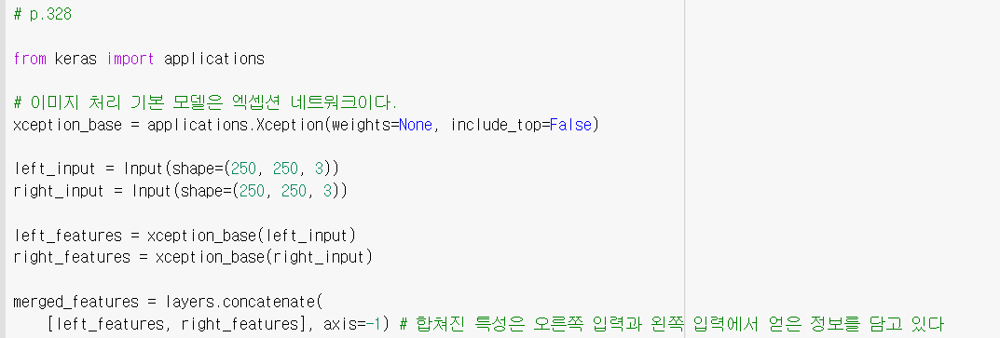 # p.328
from keras import applications
# 이미지 처리 기본 모델은 엑셉션 네트워크이다.
xception_base = applications.Xception(weights=None, include_top=False)
left_input = Input(shape=(250, 250, 3))
right_input = Input(shape=(250, 250, 3))
left_features = xception_base(left_input)
right_features = xception_base(right_input)
merged_features = layers.concatenate(
    [left_features, right_features], axis=-1) # 합쳐진 특성은 오른쪽 입력과 왼쪽 입력에서 얻은 정보를 담고 있다